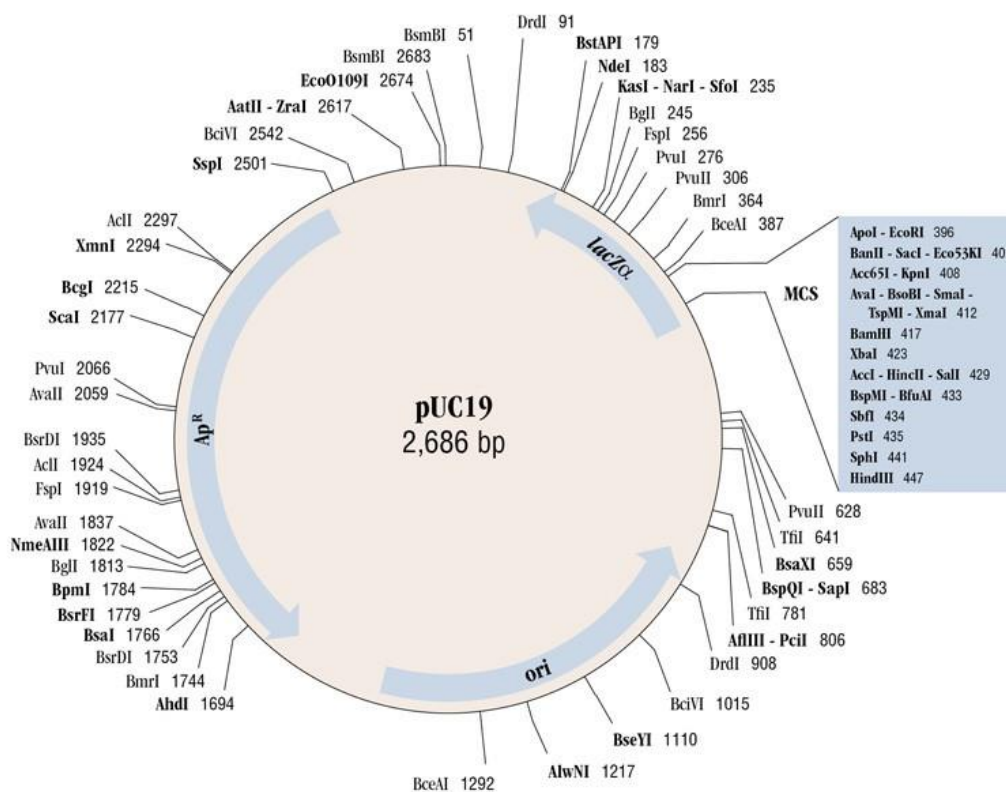 DrdI 91
BsmBI 51
BsmBI 2683
EcoO109I 2674
AatII - ZraI 2617
BciVI 2542
SspI 2501
AclI 2297
XmnI 2294
BcgI 2215
ScaI 2177
PvuI 2066
AvaII 2059
BsrDI 1935
AclI 1924
FspI 1919
AvaII 1837
NmeAIII 1822
BglI 1813
BpmI 1784
BsrFI 1779
BsaI 1766
BsrDI 1753
BmrI 1744
AhdI 1694
BstAPI 179
NdeI 183
KasI - NarI - SfoI 235
BglI 245
FspI 256
PvuI 276
PvuII 306
BmrI 364
BceAI 387
MCS
ApoI - EcoRI 396
BanII - SacI - Eco53KI 40
Acc65I - KpnI 408
AvaI - BsoBI - SmaI -
TspMI - XmaI 412
BamHI 417
XbaI 423
AccI - HincII - SalI 429
BspMI - BfuAI 433
SbfI 434
PstI 435
SphI 441
HindIII 447
PvuII 628
TfiI 641
BsaXI 659
BspQI - SapI 683
TfiI 781
AflIII - PciI 806
DrdI 908
BciVI 1015
BseYI 1110
AlwNI 1217
BceAI 1292
lacZα
ApR
pUC19
2,686 bp
ori